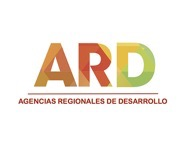 ARD
AGENCIAS REGIONALES DE DESARROLLO